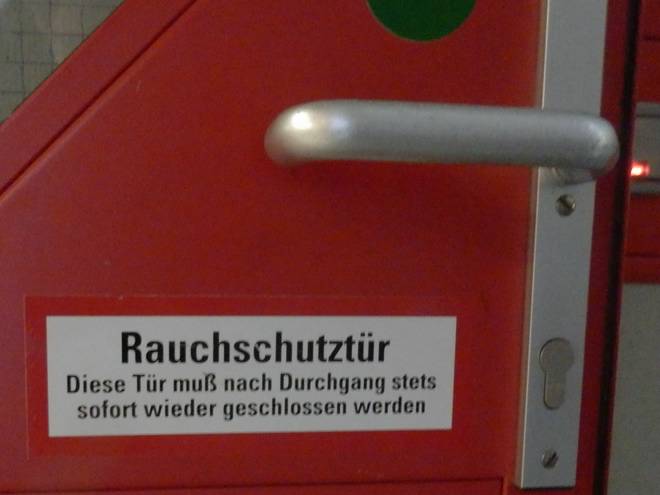 Rauchschutztür
Diese Tür muß nach Durchgang stets
sofort wieder geschlossen werden